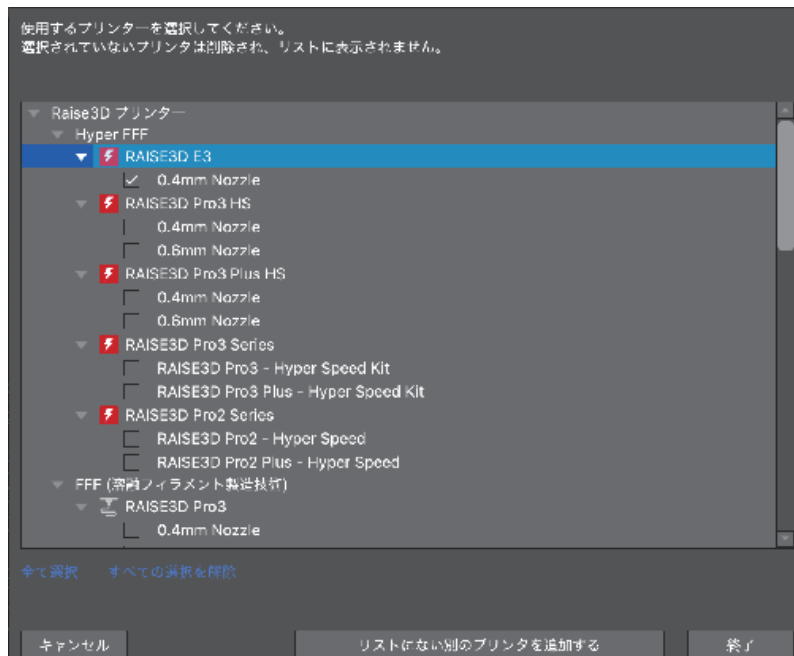 使用するプリンターを選択してください。
選択されていないプリンタは削除され、リストに表示されません。
Raise3D プリンター
Hyper FFF
RAISE3D E3
0.4mm Nozzle
RAISE3D Pro3 HS
0.4mm Nozzle
0.6mm Nozzle
RAISE3D Pro3 Plus HS
0.4mm Nozzle
0.6mm Nozzle
RAISE3D Pro3 Series
RAISE3D Pro3 - Hyper Speed Kit
RAISE3D Pro3 Plus - Hyper Speed Kit
RAISE3D Pro2 Series
RAISE3D Pro2 - Hyper Speed
RAISE3D Pro2 Plus - Hyper Speed
FFF (溶融フィラメント製造技術)
RAISE3D Pro3
0.4mm Nozzle
全て選択 すべての選択を解除
キャンセル リストにない別のプリンタを追加する 終了